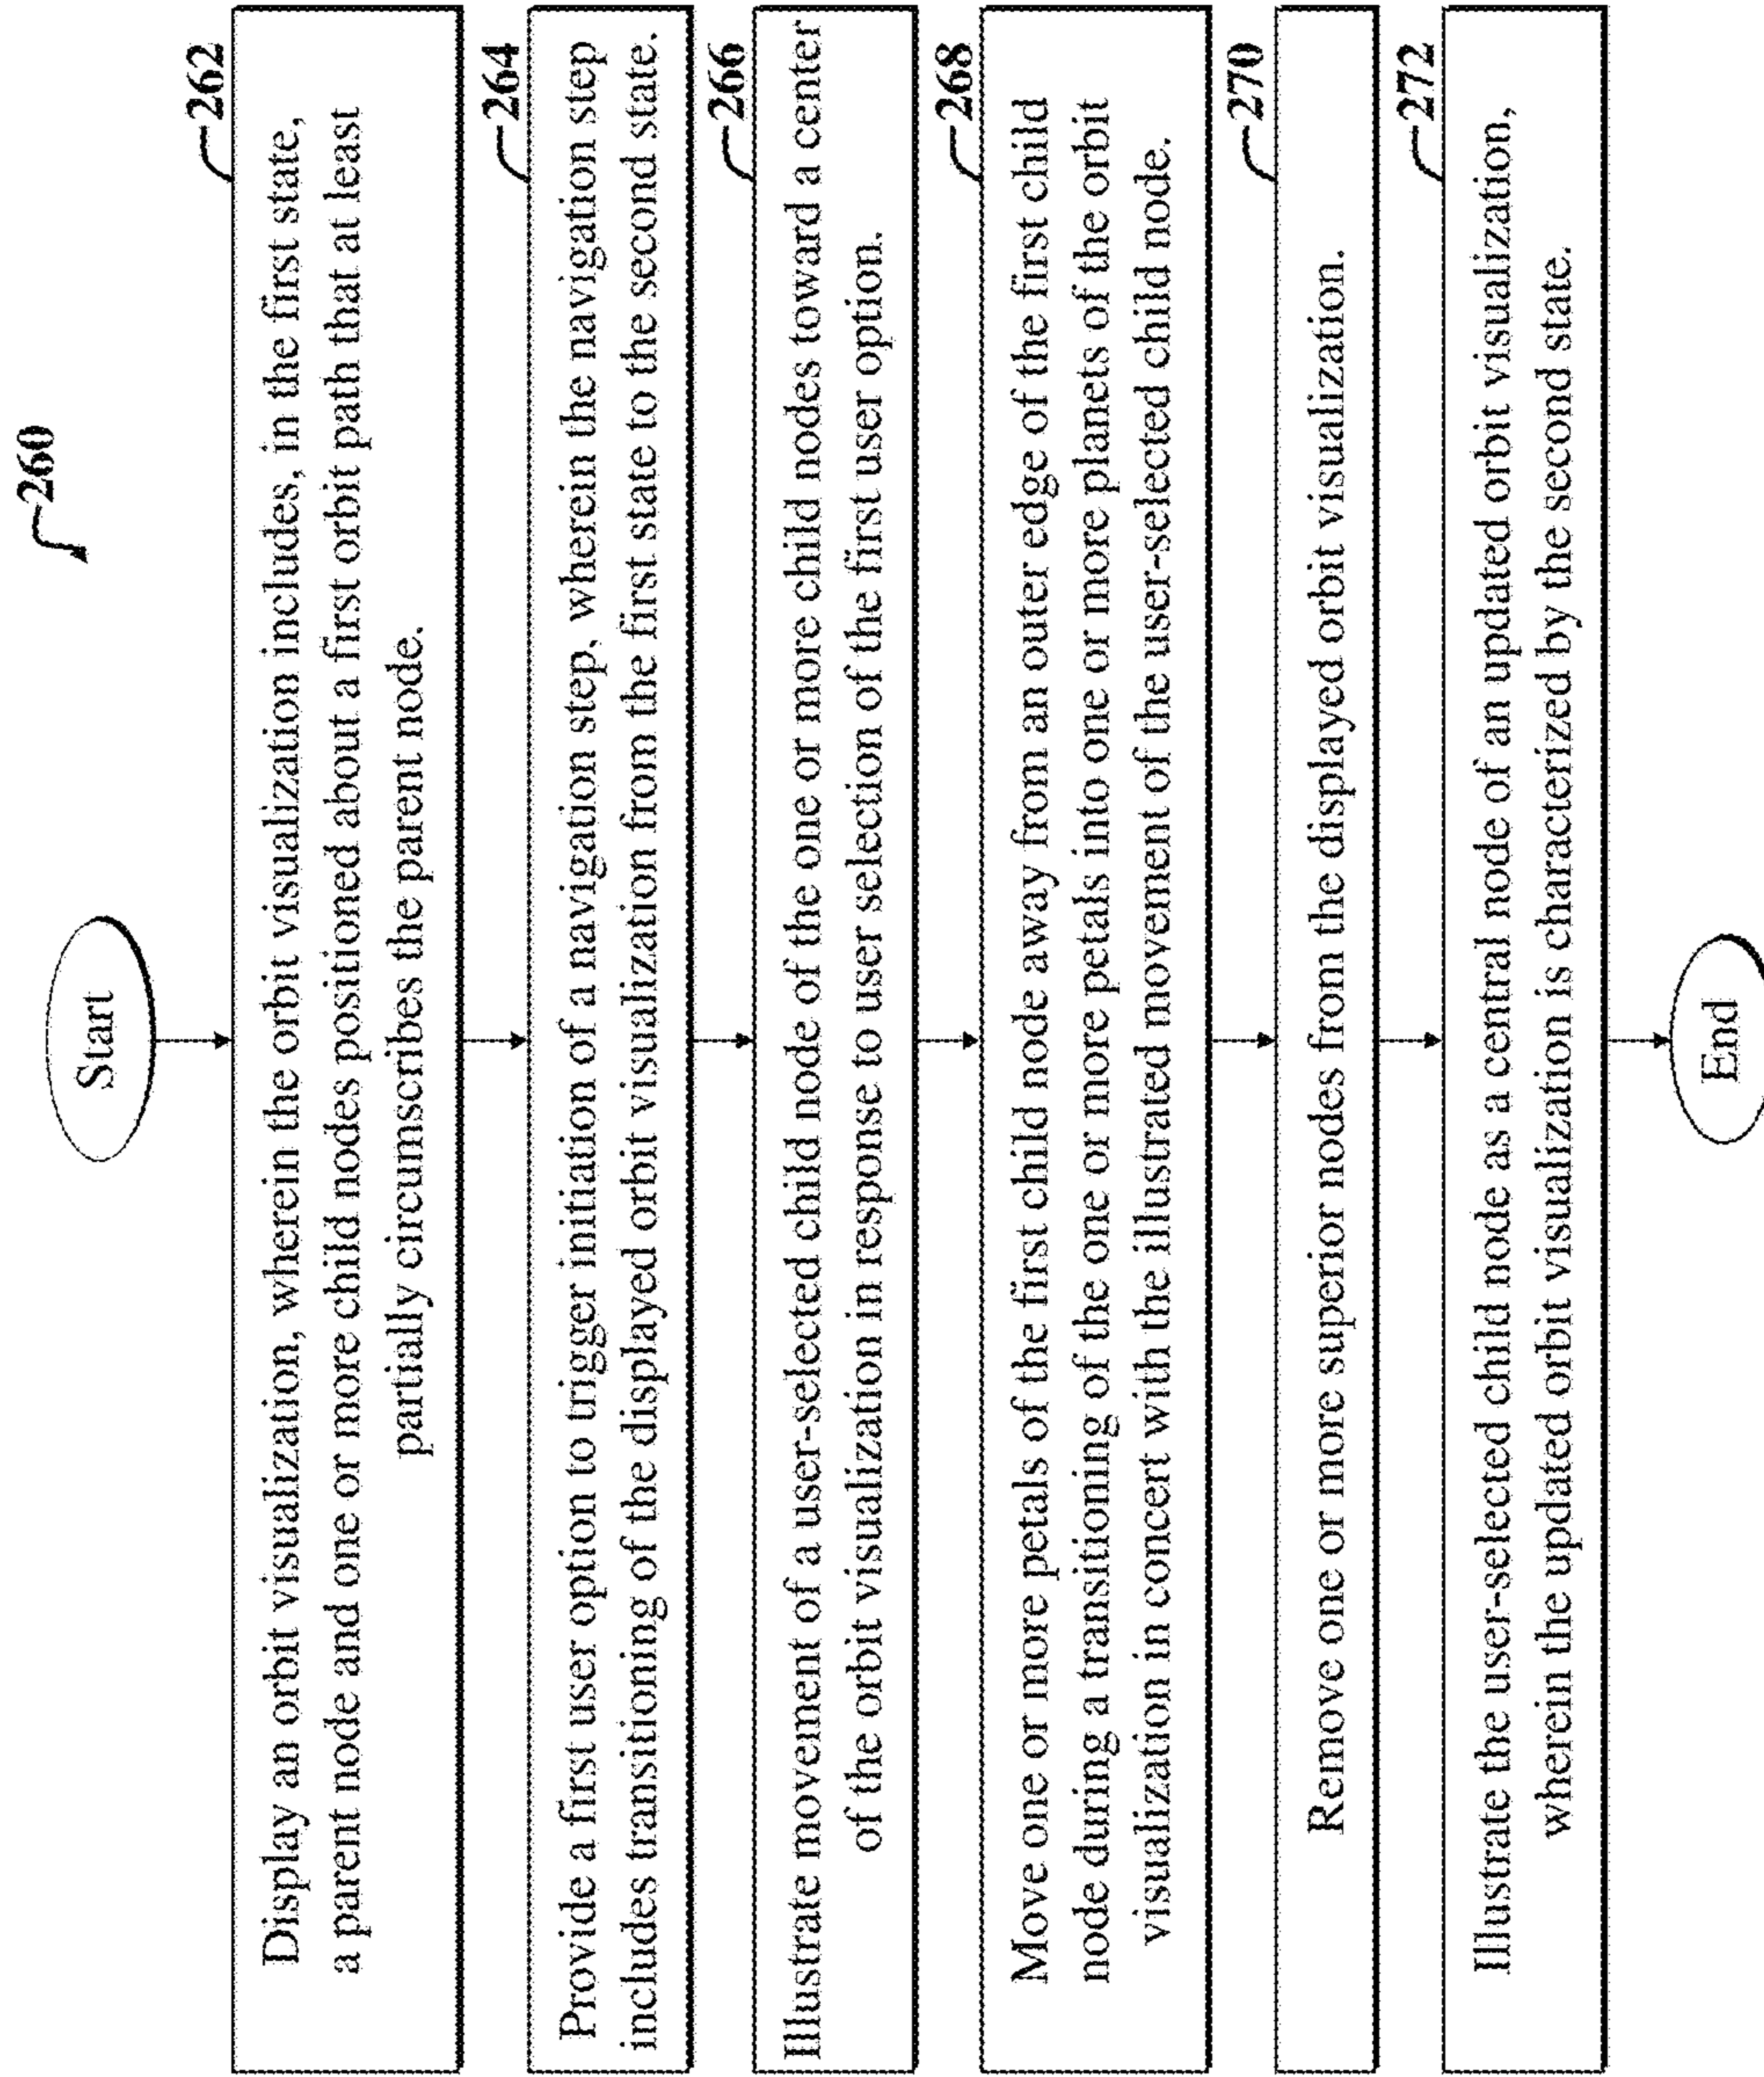 260
Start
262
Display an orbit visualization, wherein the orbit visualization includes, in the first state,
a parent node and one or more child nodes positioned about a first orbit path that at least
partially circumscribes the parent node.
264
Provide a first user option to trigger initiation of a navigation step, wherein the navigation step
includes transitioning of the displayed orbit visualization from the first state to the second state.
266
Illustrate movement of a user-selected child node of the one or more child nodes toward a center
of the orbit visualization in response to user selection of the first user option.
268
Move one or more petals of the first child node away from an outer edge of the first child
node during a transitioning of the one or more petals into one or more planets of the orbit
visualization in concert with the illustrated movement of the user-selected child node.
270
Remove one or more superior nodes from the displayed orbit visualization.
272
Illustrate the user-selected child node as a central node of an updated orbit visualization,
wherein the updated orbit visualization is characterized by the second state.
End